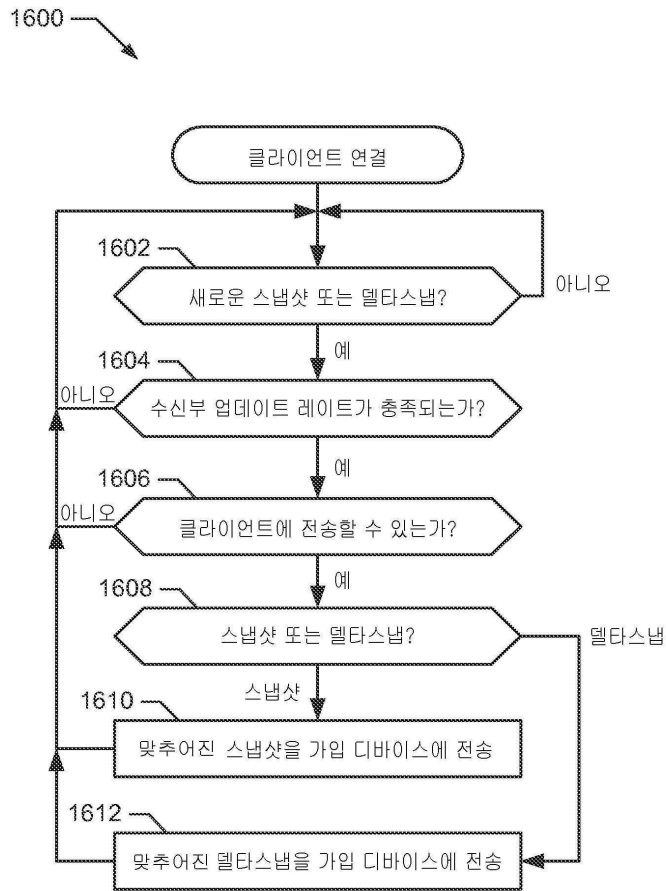 1600
클라이언트 연결
1602
새로운 스냅샷 또는 델타스냅?
아니오
예
1604
아니오
수신부 업데이트 레이트가 충족되는가?
예
1606
아니오
클라이언트에 전송할 수 있는가?
예
1608
스냅샷 또는 델타스냅?
델타스냅
스냅샷
1610
맞추어진 스냅샷을 가입 디바이스에 전송
1612
맞추어진 델타스냅을 가입 디바이스에 전송